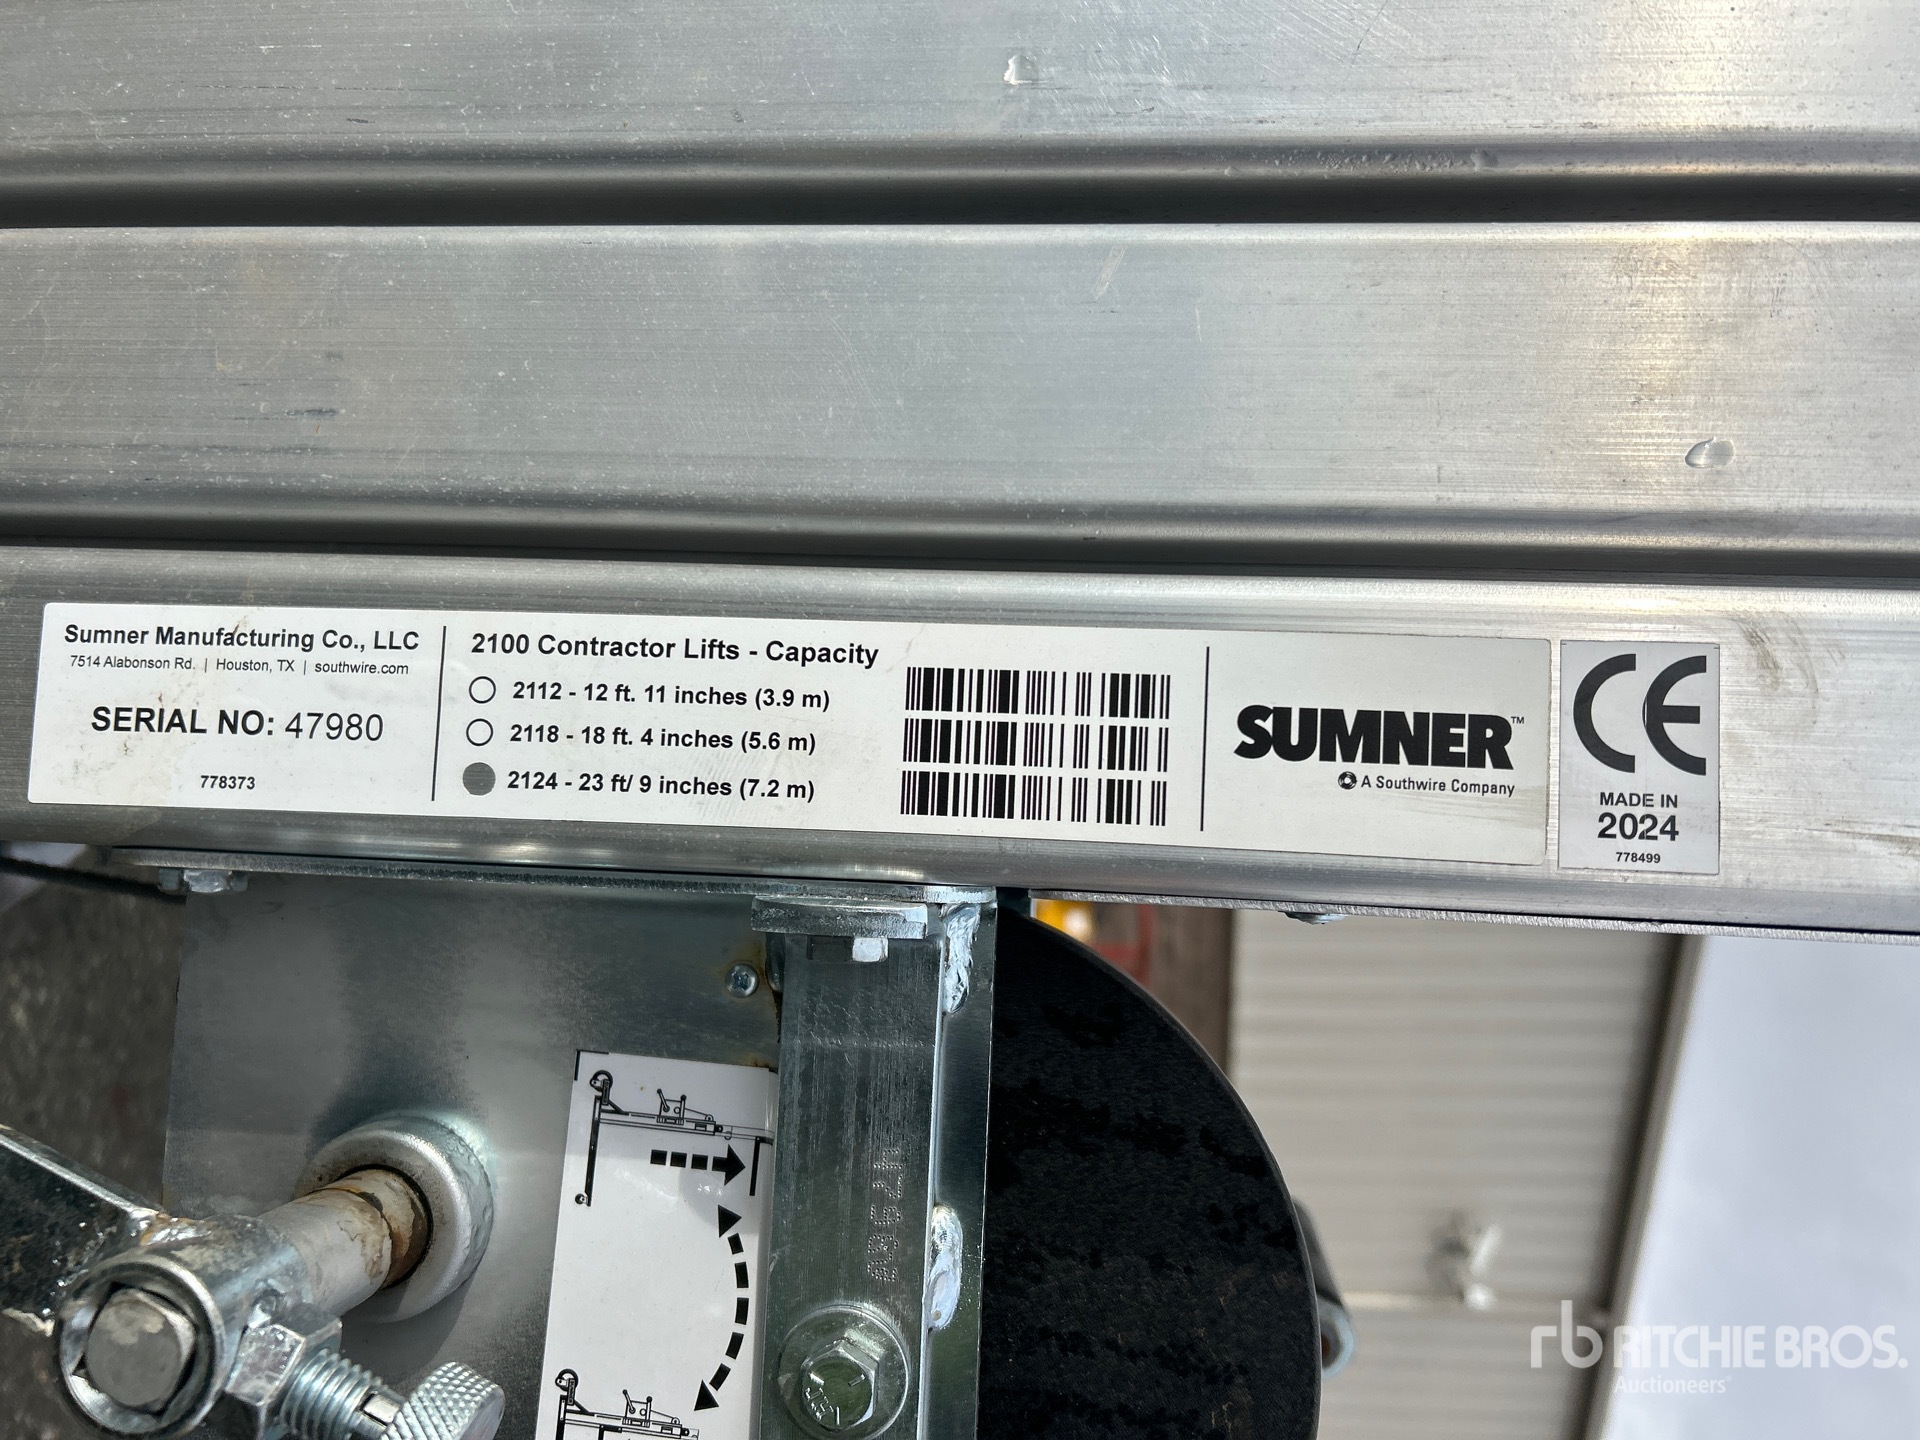 Sumner Manufacturing Co., LLC
7514 Alabonson Rd. | Houston, TX | southwire.com
SERIAL NO: 47980
778373
2100 Contractor Lifts - Capacity
2112 - 12 ft. 11 inches (3.9 m)
2118 - 18 ft. 4 inches (5.6 m)
2124 - 23 ft/ 9 inches (7.2 m)
SUMNER™
A Southwire Company
CE
MADE IN
2024
778499
rb RITCHIE BROS.
Auctioneers